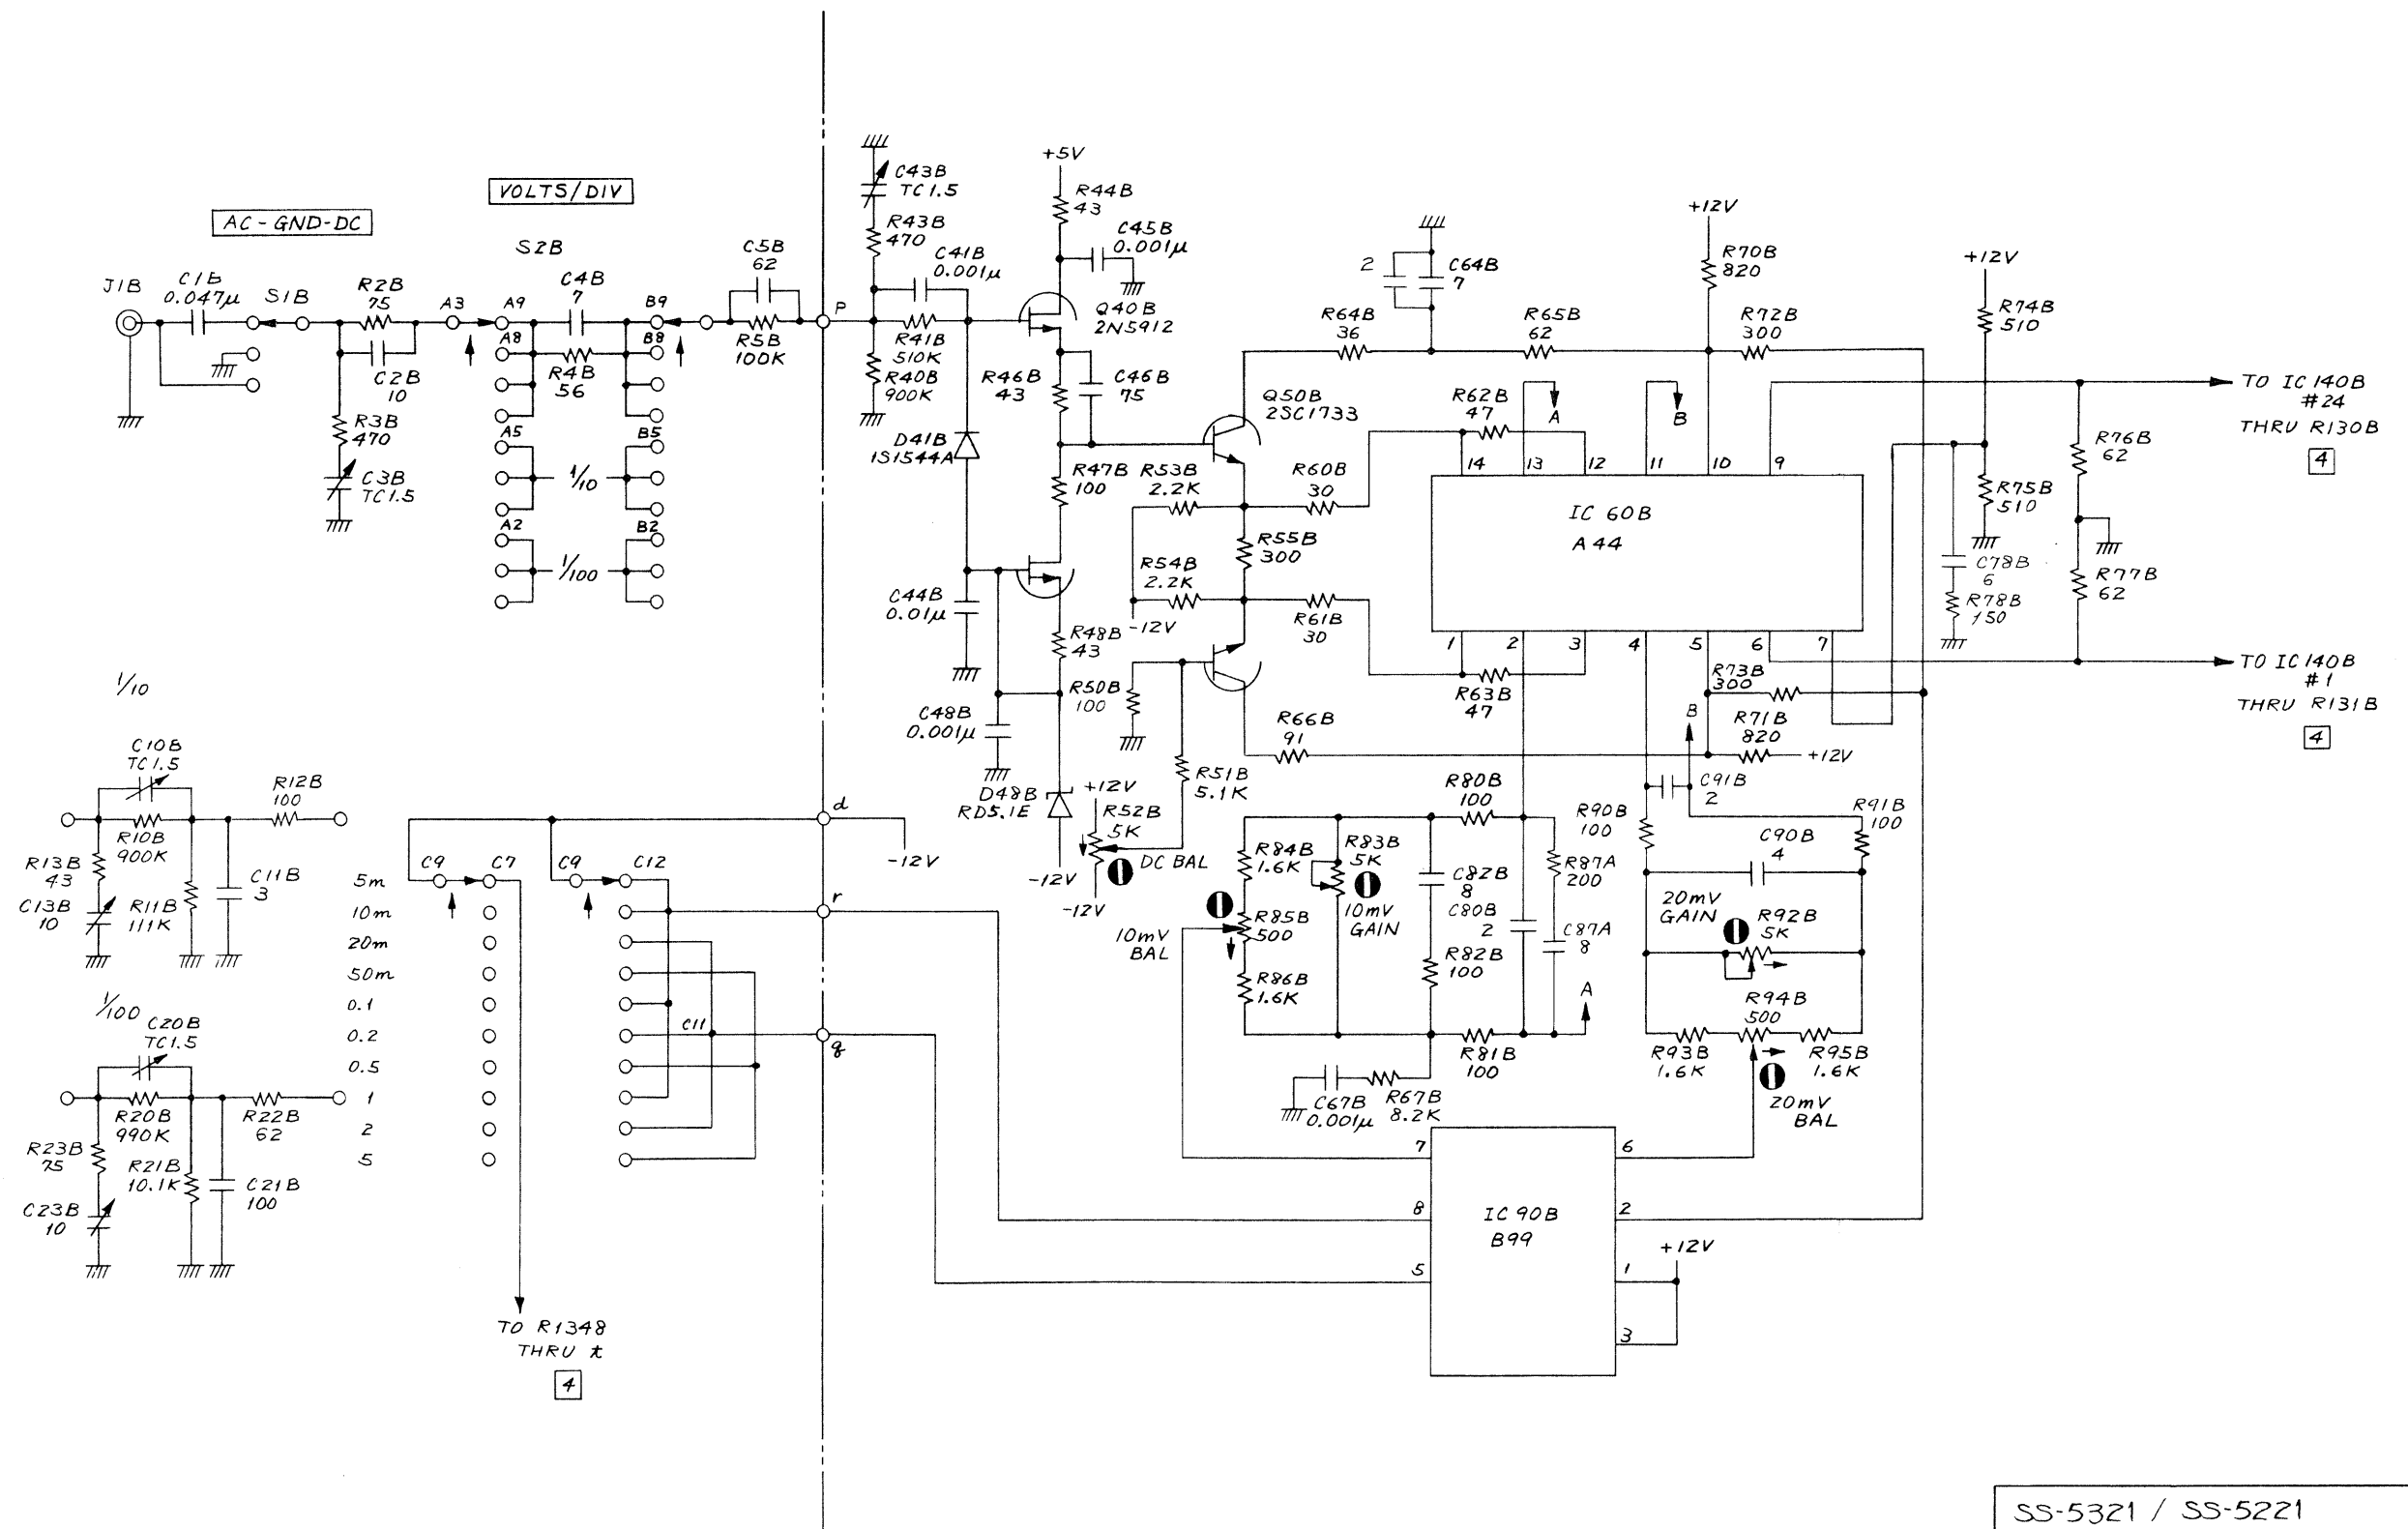 AC-GND-DC
VOLTS/DIV
J1B
C1B
0.047μ
S1B
R2B
75
C2B
10
R3B
470
C3B
TC1.5
A3
S2B
A9
C4B
7
B9
A8
B8
R4B
56
A5
1/10
B5
A2
1/100
B2
C5B
62
R5B
100K
P
C43B
TC1.5
R43B
470
C41B
0.001μ
R41B
510K
R40B
900K
+5V
R44B
43
C45B
0.001μ
Q40B
2N5912
R46B
43
C46B
75
D41B
1S1544A
R47B
100
C44B
0.01μ
R48B
43
C48B
0.001μ
D48B
RD5.1E
-12V
Q50B
2SC1733
R53B
2.2K
R54B
2.2K
-12V
R55B
300
R60B
30
R61B
30
R50B
100
R51B
5.1K
+12V
R52B
5K
DC BAL
-12V
R66B
91
2
C64B
7
R64B
36
R65B
62
+12V
R70B
820
R72B
300
R62B
47
A
B
14
13
12
11
10
9
IC 60B
A44
1
2
3
4
5
6
7
R63B
47
R73B
300
R71B
820
+12V
+12V
R74B
510
R75B
510
C78B
6
R78B
150
R76B
62
R77B
62
TO IC140B
#24
THRU R130B
4
TO IC140B
#1
THRU R131B
4
R80B
100
R84B
1.6K
R83B
5K
10mV
GAIN
R85B
500
10mV
BAL
R86B
1.6K
C82B
8
R82B
100
C80B
2
R87A
200
C87A
8
A
R81B
100
C67B
0.001μ
R67B
8.2K
B
C91B
2
R90B
100
R91B
100
C90B
4
20mV
GAIN
R92B
5K
R94B
500
R93B
1.6K
R95B
1.6K
20mV
BAL
7
6
8
2
5
1
3
IC 90B
B99
+12V
1/10
C10B
TC1.5
R12B
100
R10B
900K
R13B
43
C13B
10
R11B
111K
C11B
3
1/100
C20B
TC1.5
R20B
990K
R22B
62
R23B
75
R21B
10.1K
C21B
100
C23B
10
C9
C7
C9
C12
d
-12V
r
C11
q
5m
10m
20m
50m
0.1
0.2
0.5
1
2
5
TO R1348
THRU t
4
SS-5321 / SS-5221